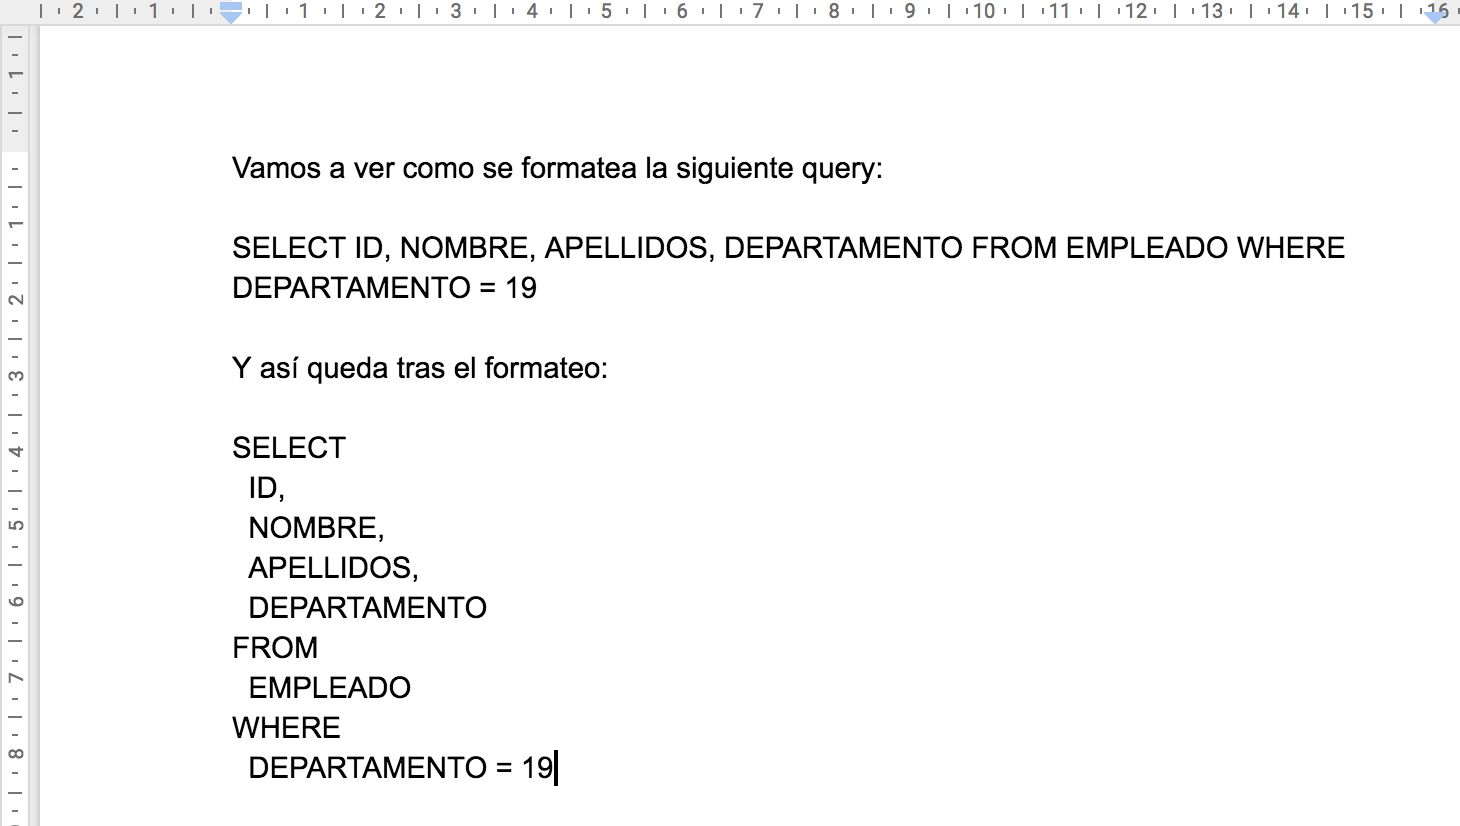 2 1 1 2 3 4 5 6 7 8 9 10 11 12 13 14 15 16
1
1
2
3
4
5
6
7
8
Vamos a ver como se formatea la siguiente query:
SELECT ID, NOMBRE, APELLIDOS, DEPARTAMENTO FROM EMPLEADO WHERE
DEPARTAMENTO = 19
Y así queda tras el formateo:
SELECT
ID,
NOMBRE,
APELLIDOS,
DEPARTAMENTO
FROM
EMPLEADO
WHERE
DEPARTAMENTO = 19